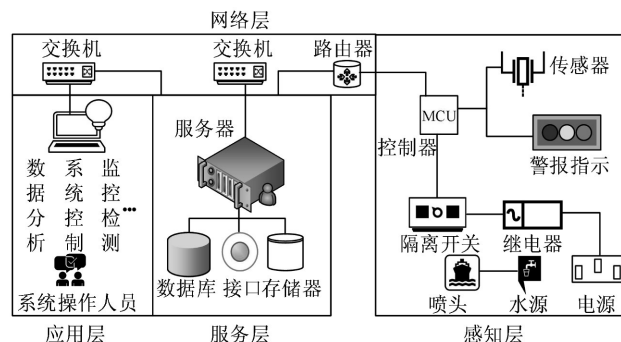 网络层
交换机
交换机
路由器
传感器
MCU
控制器
警报指示
服务器
数据分析
系统控制
监控检测
...
隔离开关
继电器
数据库
接口
存储器
喷头
水源
电源
系统操作人员
应用层
服务层
感知层